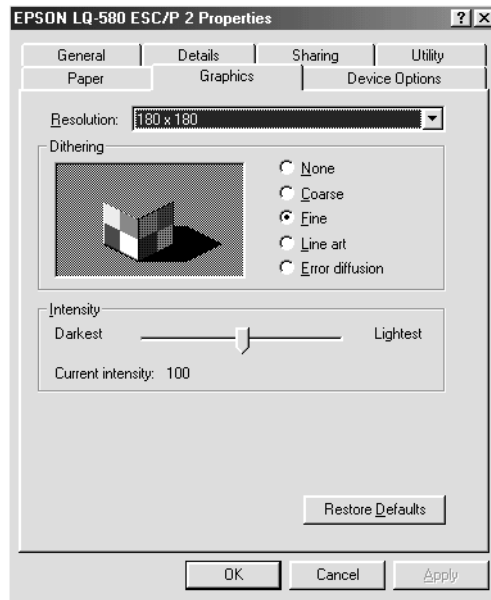 EPSON LQ-580 ESC/P 2 Properties
General Details Sharing Utility
Paper Graphics Device Options
Resolution: 180 x 180
Dithering
None
Coarse
Fine
Line art
Error diffusion
Intensity
Darkest Lightest
Current intensity: 100
Restore Defaults
OK Cancel Apply